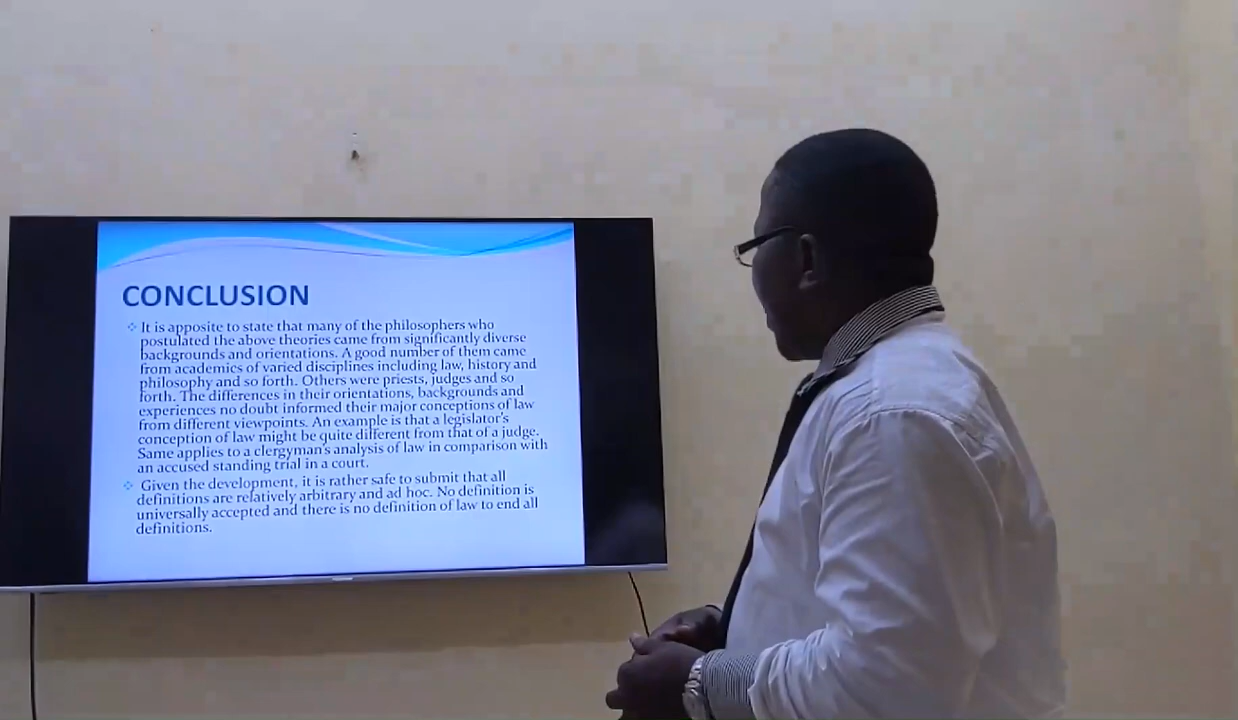 CONCLUSION
It is apposite to state that many of the philosophers who
postulated the above theories came from significantly diverse
backgrounds and orientations. A good number of them came
from academics of varied disciplines including law, history and
philosophy and so forth. Others were priests, judges and so
forth. The differences in their orientations, backgrounds and
experiences no doubt informed their major conceptions of law
from different viewpoints. An example is that a legislator's
conception of law might be quite different from that of a judge.
Same applies to a clergyman's analysis of law in comparison with
an accused standing trial in a court.
Given the development, it is rather safe to submit that all
definitions are relatively arbitrary and ad hoc. No definition is
universally accepted and there is no definition of law to end all
definitions.